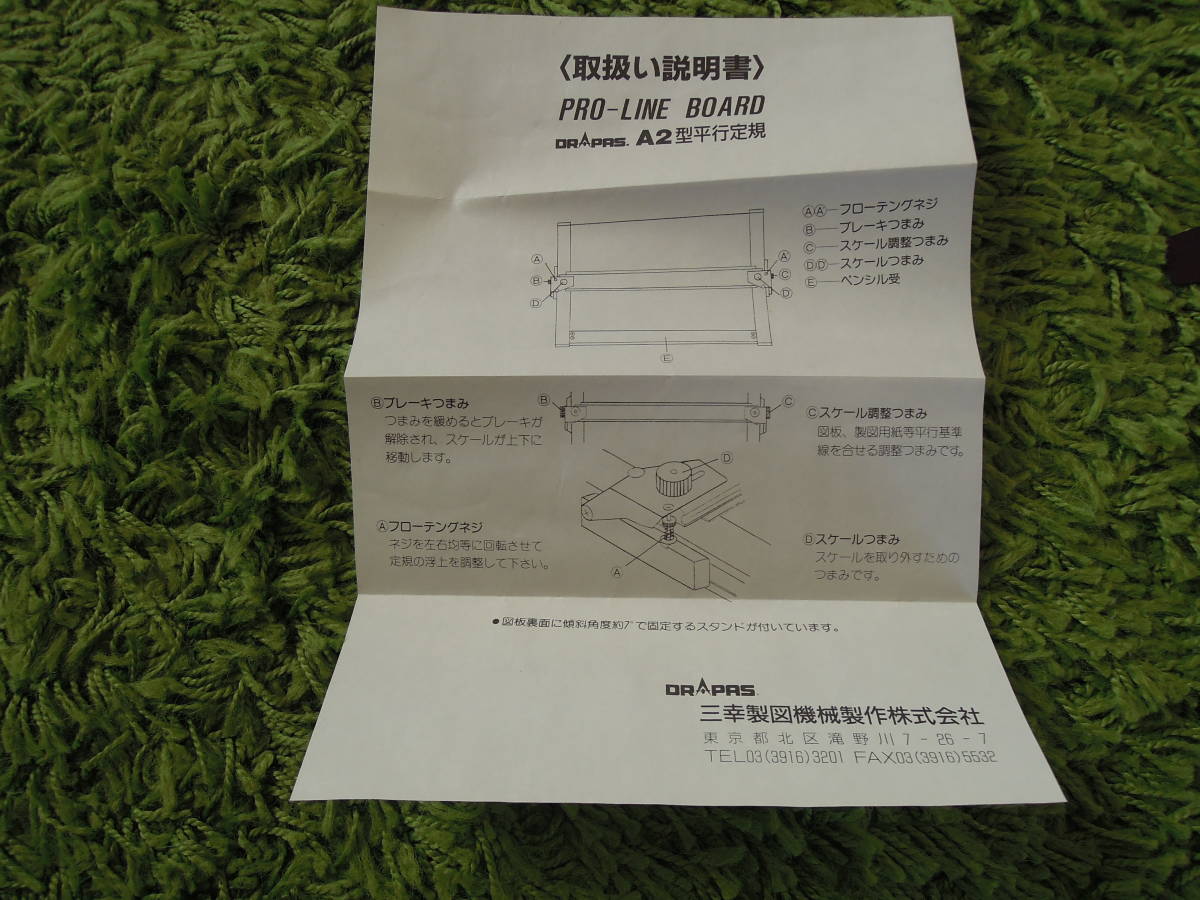 〈取扱い説明書〉
PRO-LINE BOARD
DRAPAS. A2型平行定規
ⒶⒶ—フローテングネジ
Ⓑ—ブレーキつまみ
Ⓒ—スケール調整つまみ
ⒹⒹ—スケールつまみ
Ⓔ—ペンシル受
Ⓐ Ⓐ
Ⓑ Ⓒ
Ⓓ Ⓓ
Ⓔ
Ⓑブレーキつまみ
つまみを緩めるとブレーキが
解除され、スケールが上下に
移動します。
Ⓑ Ⓒ
Ⓒスケール調整つまみ
図板、製図用紙等平行基準
線を合せる調整つまみです。
Ⓓ
Ⓐフローテングネジ
ネジを左右均等に回転させて
定規の浮上を調整して下さい。
Ⓐ
Ⓓスケールつまみ
スケールを取り外すための
つまみです。
●図板裏面に傾斜角度約7°で固定するスタンドが付いています。
DRAPAS.
三幸製図機械製作株式会社
東京都北区滝野川7-26-7
TEL03(3916)3201 FAX03(3916)5532